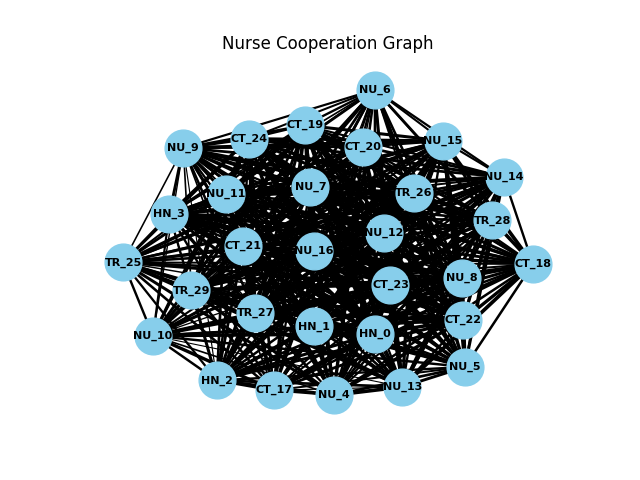 Nurse Cooperation Graph
NU_6
CT_19
CT_24
NU_15
CT_20
NU_9
NU_14
NU_7
TR_26
NU_11
HN_3
TR_28
NU_12
CT_21
NU_16
TR_25
CT_18
NU_8
CT_23
TR_29
TR_27
CT_22
HN_1
HN_0
NU_10
NU_5
HN_2
NU_13
CT_17
NU_4